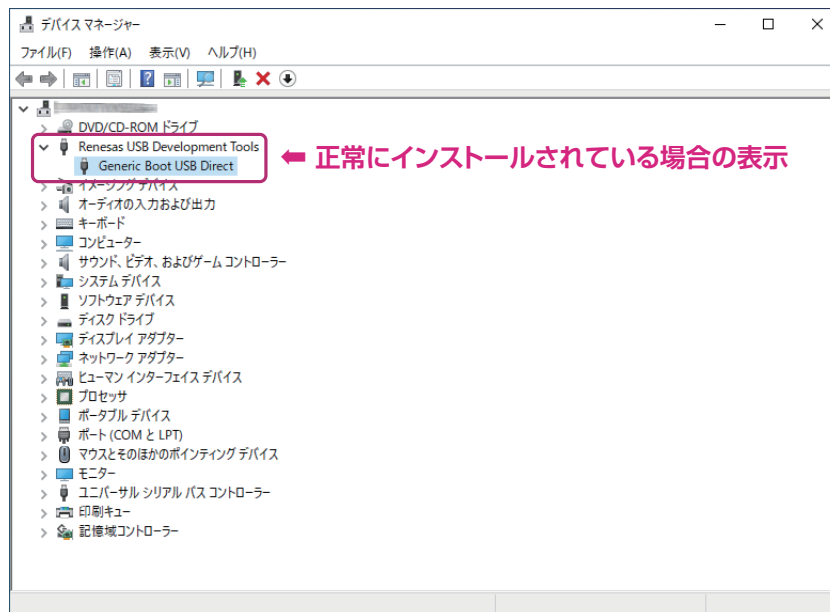 デバイス マネージャー
ファイル(F) 操作(A) 表示(V) ヘルプ(H)
DVD/CD-ROM ドライブ
Renesas USB Development Tools
Generic Boot USB Direct
⬅ 正常にインストールされている場合の表示
イメージング デバイス
オーディオの入力および出力
キーボード
コンピューター
サウンド、ビデオ、およびゲーム コントローラー
システム デバイス
ソフトウェア デバイス
ディスク ドライブ
ディスプレイ アダプター
ネットワーク アダプター
ヒューマン インターフェイス デバイス
プロセッサ
ポータブル デバイス
ポート (COM と LPT)
マウスとそのほかのポインティング デバイス
モニター
ユニバーサル シリアル バス コントローラー
印刷キュー
記憶域コントローラー